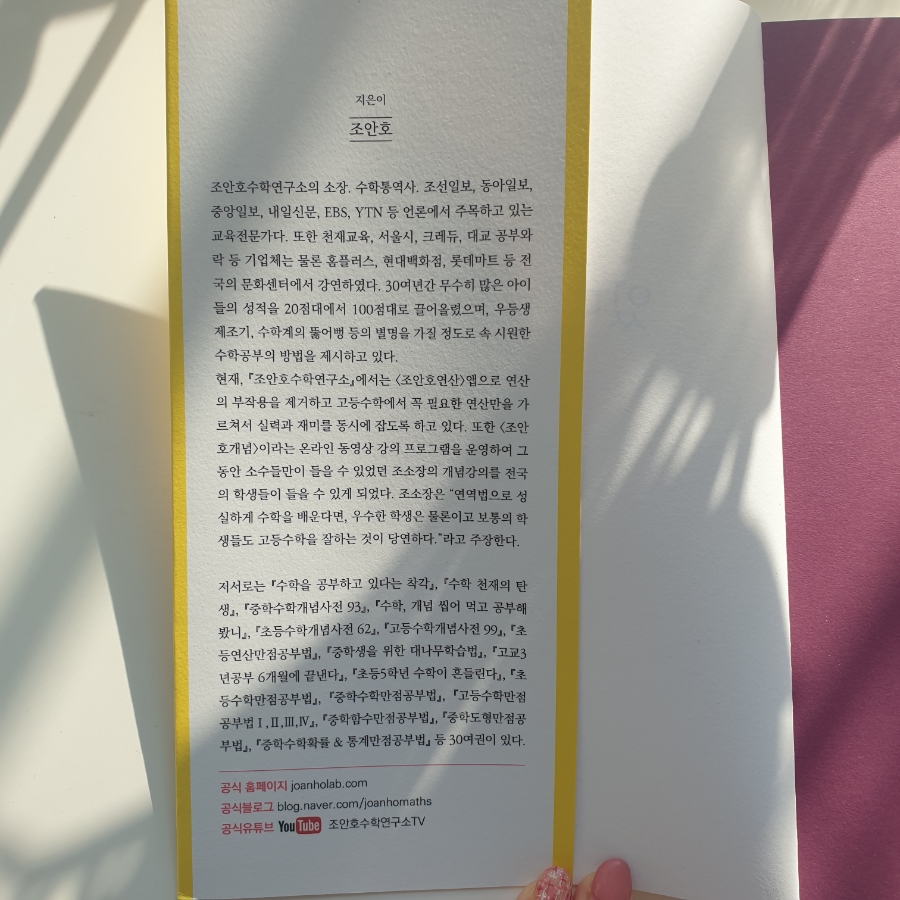 지은이
조안호
조안호수학연구소의 소장. 수학통역사. 조선일보, 동아일보,
중앙일보, 내일신문, EBS, YTN 등 언론에서 주목하고 있는
교육전문가다. 또한 천재교육, 서울시, 크레듀, 대교 공부와
락 등 기업체는 물론 홈플러스, 현대백화점, 롯데마트 등 전
국의 문화센터에서 강연하였다. 30여년간 무수히 많은 아이
들의 성적을 20점대에서 100점대로 끌어올렸으며, 우등생
제조기, 수학계의 뚫어뻥 등의 별명을 가질 정도로 속 시원한
수학공부의 방법을 제시하고 있다.
현재, 『조안호수학연구소』에서는 〈조안호연산〉앱으로 연산
의 부작용을 제거하고 고등수학에서 꼭 필요한 연산만을 가
르쳐서 실력과 재미를 동시에 잡도록 하고 있다. 또한 〈조안
호개념〉이라는 온라인 동영상 강의 프로그램을 운영하여 그
동안 소수들만이 들을 수 있었던 조소장의 개념강의를 전국
의 학생들이 들을 수 있게 되었다. 조소장은 "연역법으로 성
실하게 수학을 배운다면, 우수한 학생은 물론이고 보통의 학
생들도 고등수학을 잘하는 것이 당연하다."라고 주장한다.
지서로는 『수학을 공부하고 있다는 착각』, 『수학 천재의 탄
생』, 『중학수학개념사전 93』, 『수학, 개념 씹어 먹고 공부해
봤니』, 『초등수학개념사전 62』, 『고등수학개념사전 99』, 『초
등연산만점공부법』, 『중학생을 위한 대나무학습법』, 『고교3
년공부 6개월에 끝낸다』, 『초등5학년 수학이 흔들린다』, 『초
등수학만점공부법』, 『중학수학만점공부법』, 『고등수학만점
공부법 Ⅰ,Ⅱ,Ⅲ,Ⅳ』, 『중학함수만점공부법』, 『중학도형만점공
부법』, 『중학수학확률 & 통계만점공부법』 등 30여권이 있다.
공식 홈페이지 joanholab.com
공식블로그 blog.naver.com/joanhomaths
공식유튜브 YouTube 조안호수학연구소TV